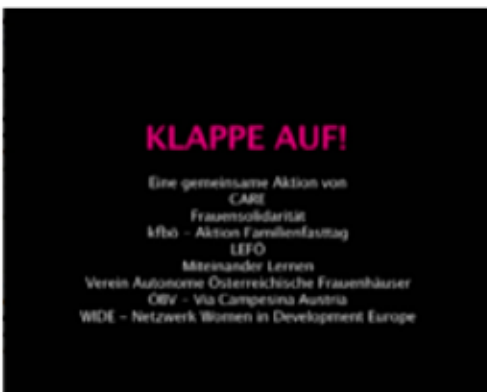 KLAPPE AUF!
Eine gemeinsame Aktion von
CARE
Frauensolidarität
kfbö – Aktion Familienfasttag
LEFÖ
Miteinander Lernen
Verein Autonome Österreichische Frauenhäuser
ÖBV – Via Campesina Austria
WIDE – Netzwerk Women in Development Europe